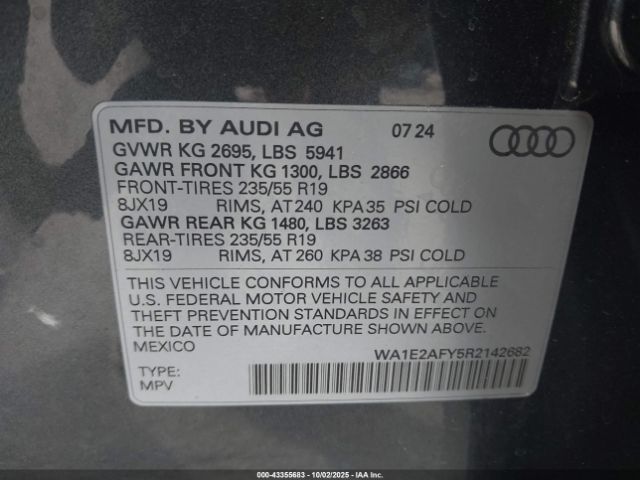 MFD. BY AUDI AG 07 24
GVWR KG 2695, LBS 5941
GAWR FRONT KG 1300, LBS 2866
FRONT-TIRES 235/55 R19
8JX19 RIMS, AT 240 KPA 35 PSI COLD
GAWR REAR KG 1480, LBS 3263
REAR-TIRES 235/55 R19
8JX19 RIMS, AT 260 KPA 38 PSI COLD
THIS VEHICLE CONFORMS TO ALL APPLICABLE
U.S. FEDERAL MOTOR VEHICLE SAFETY AND
THEFT PREVENTION STANDARDS IN EFFECT ON
THE DATE OF MANUFACTURE SHOWN ABOVE.
MEXICO WA1E2AFY5R2142682
TYPE:
MPV
000-43355683 - 10/02/2025 - IAAI.com